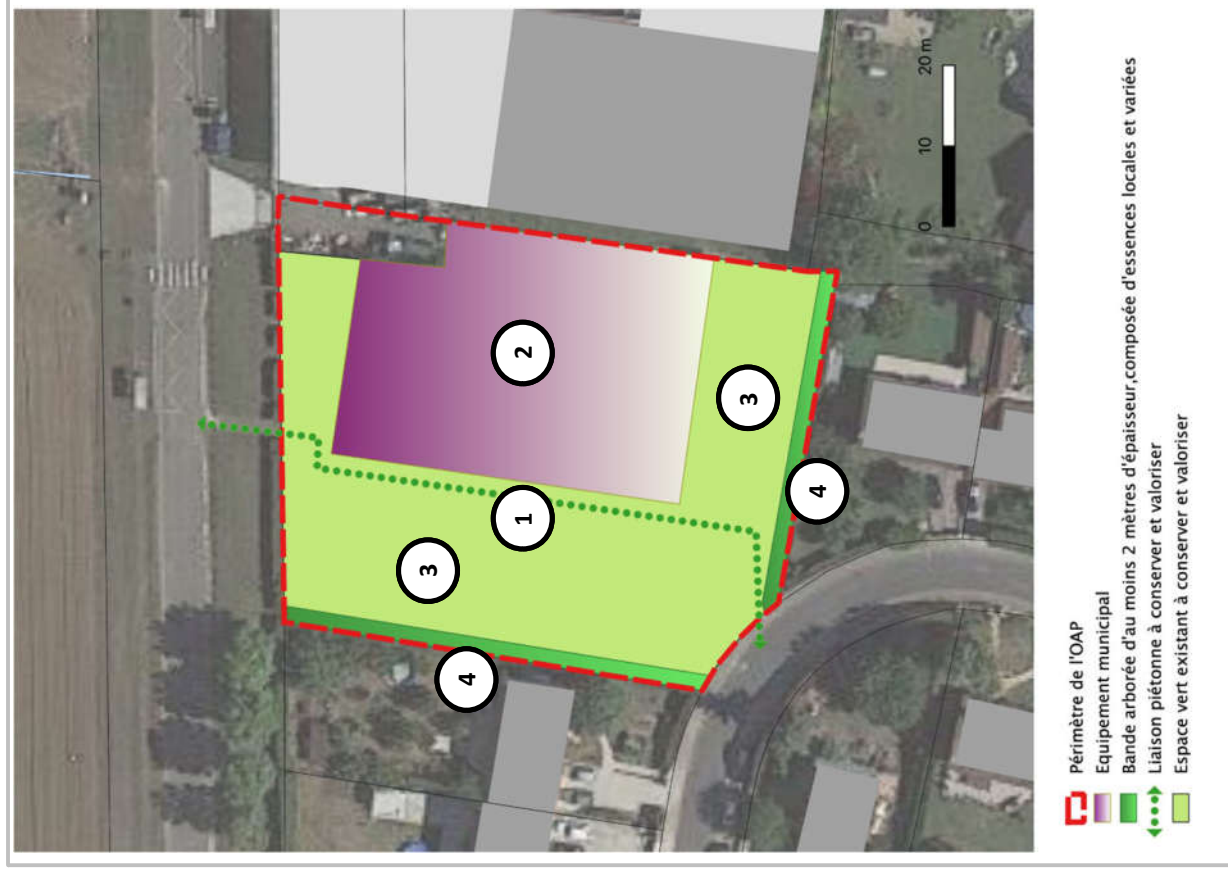 1
2
3
3
4
4
0 10 20 m
Périmètre de l'OAP
Equipement municipal
Bande arborée d'au moins 2 mètres d'épaisseur,composée d'essences locales et variées
Liaison piétonne à conserver et valoriser
Espace vert existant à conserver et valoriser